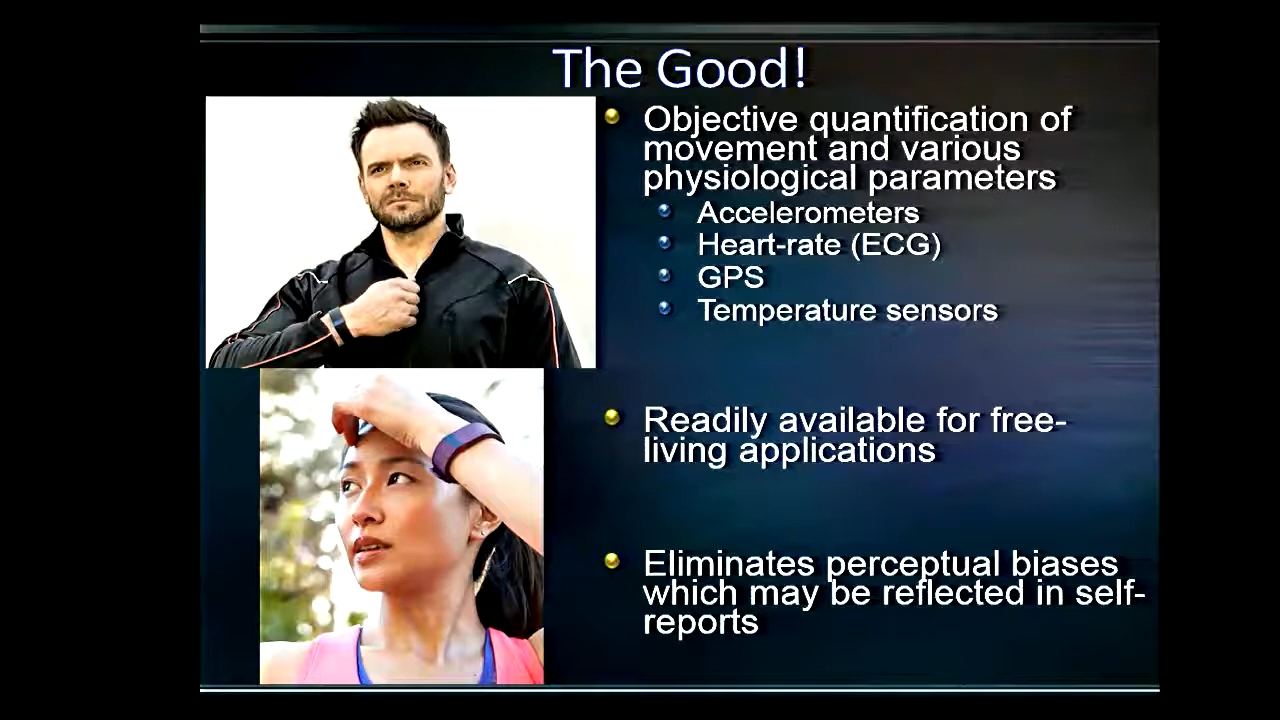 The Good!
Objective quantification of
movement and various
physiological parameters
Accelerometers
Heart-rate (ECG)
GPS
Temperature sensors
Readily available for free-
living applications
Eliminates perceptual biases
which may be reflected in self-
reports